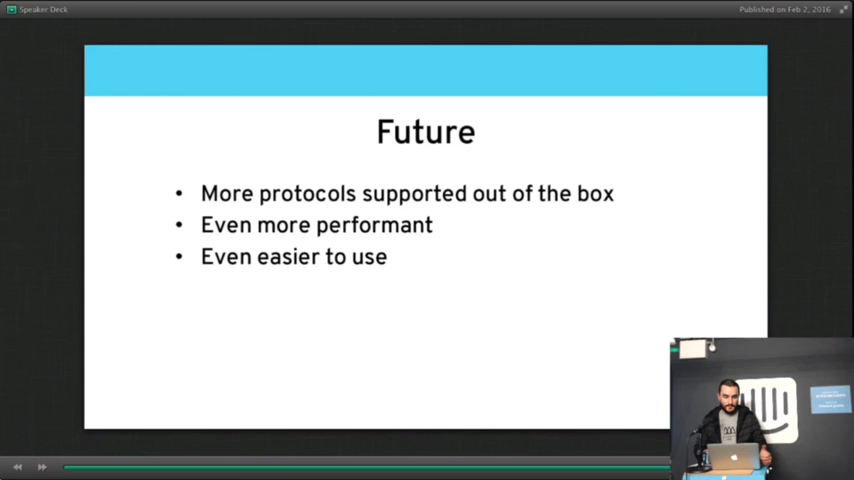 Speaker Deck
Published on Feb 2, 2016
Future
• More protocols supported out of the box
• Even more performant
• Even easier to use